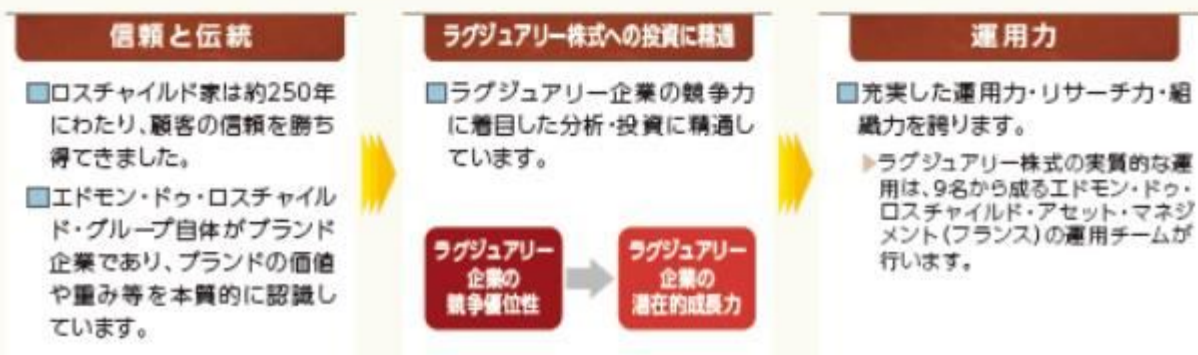 信頼と伝統
■ロスチャイルド家は約250年
にわたり、顧客の信頼を勝ち
得てきました。
■エドモン・ドゥ・ロスチャイル
ド・グループ自体がブランド
企業であり、ブランドの価値
や重み等を本質的に認識し
ています。
ラグジュアリー株式への投資に精通
■ラグジュアリー企業の競争力
に着目した分析・投資に精通し
ています。
ラグジュアリー
企業の
競争優位性
ラグジュアリー
企業の
潜在的成長力
運用力
■充実した運用力・リサーチ力・組
織力を誇ります。
▶ラグジュアリー株式の実質的な運
用は、9名から成るエドモン・ドゥ・
ロスチャイルド・アセット・マネジ
メント(フランス)の運用チームが
行います。